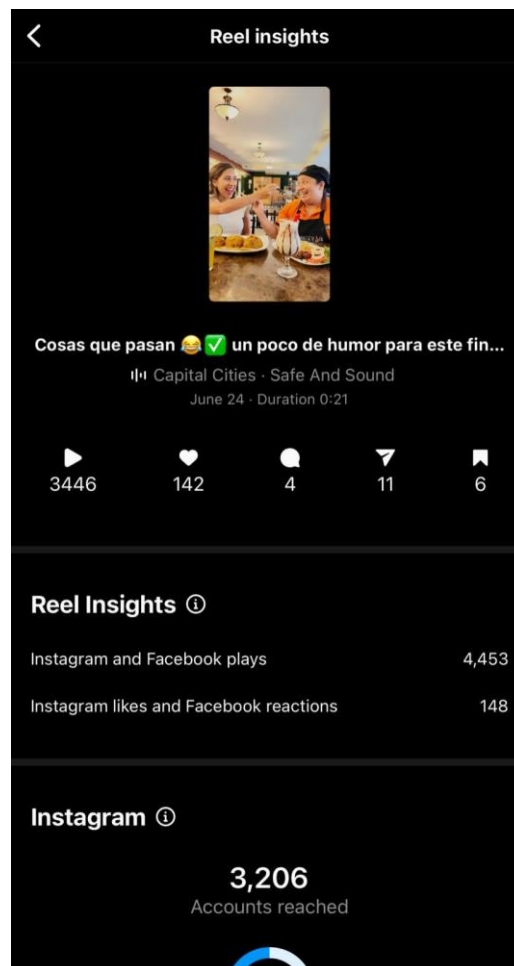 Reel insights
Cosas que pasan 😂✅ un poco de humor para este fin...
Capital Cities · Safe And Sound
June 24 · Duration 0:21
3446 142 4 11 6
Reel Insights
Instagram and Facebook plays 4,453
Instagram likes and Facebook reactions 148
Instagram
3,206
Accounts reached